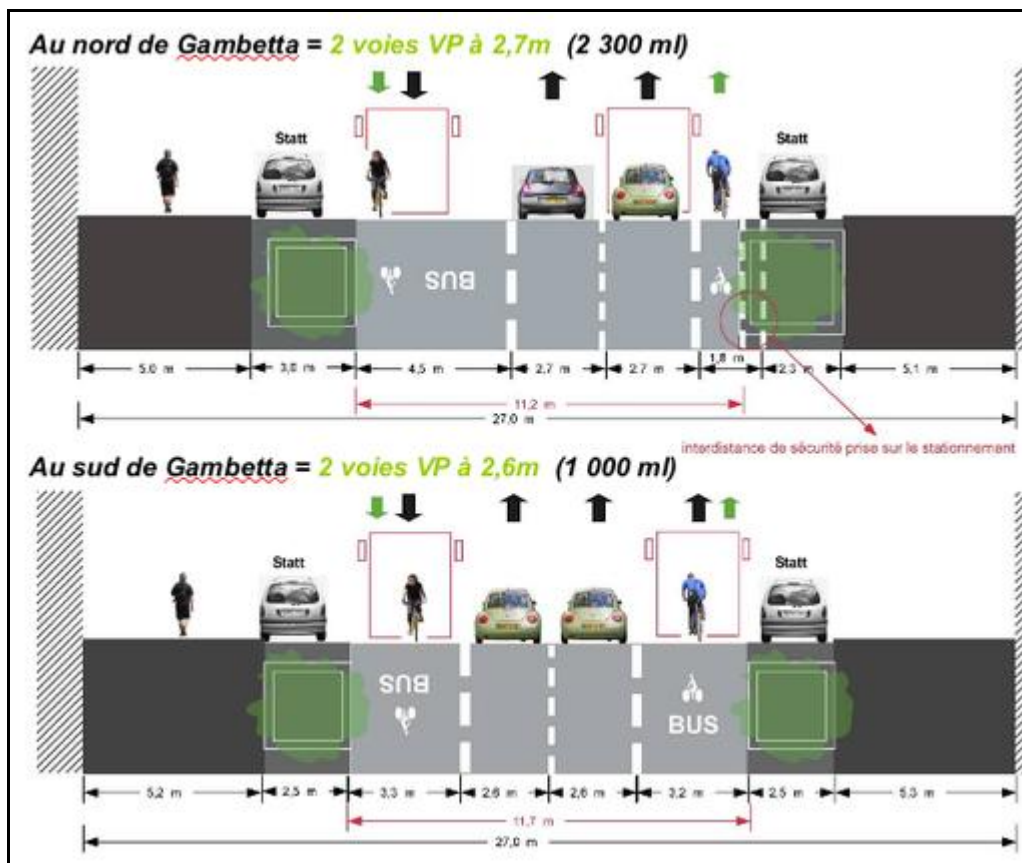 Au nord de Gambetta = 2 voies VP à 2,7m (2 300 ml)
Statt
Statt
BUS
5,0 m 3,0 m 4,5 m 2,7 m 2,7 m 1,8 m 2,3 m 5,1 m
11,2 m
27,0 m
interdistance de sécurité prise sur le stationnement
Au sud de Gambetta = 2 voies VP à 2,6m (1 000 ml)
Statt
Statt
BUS
BUS
5,2 m 2,5 m 3,3 m 2,6 m 2,6 m 3,2 m 2,5 m 5,3 m
11,7 m
27,0 m